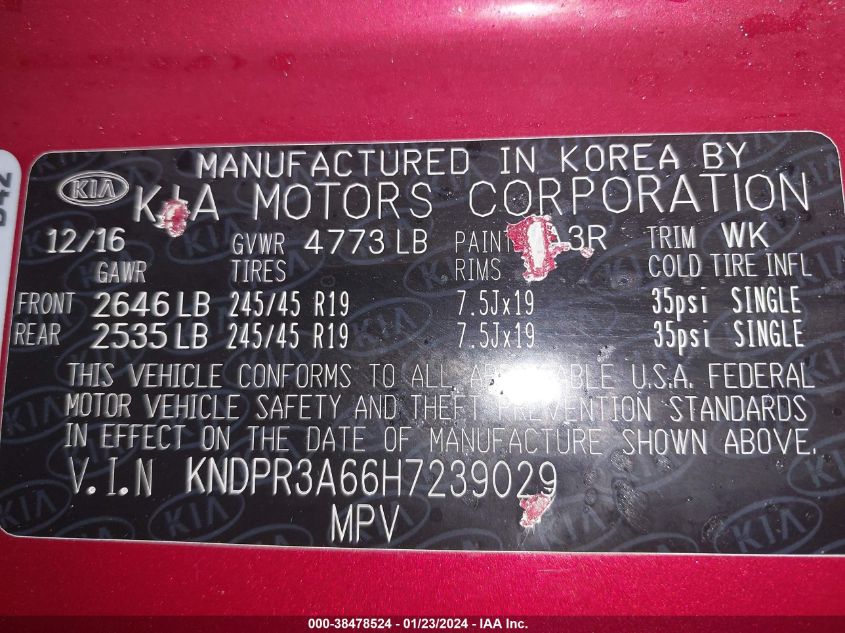 MANUFACTURED IN KOREA BY
KIA KIA MOTORS CORPORATION
12/16 GVWR 4773 LB PAINT 3R TRIM WK
GAWR TIRES RIMS COLD TIRE INFL
FRONT 2646 LB 245/45 R19 7.5Jx19 35psi SINGLE
REAR 2535 LB 245/45 R19 7.5Jx19 35psi SINGLE
THIS VEHICLE CONFORMS TO ALL APPLICABLE U.S.A. FEDERAL
MOTOR VEHICLE SAFETY AND THEFT PREVENTION STANDARDS
IN EFFECT ON THE DATE OF MANUFACTURE SHOWN ABOVE.
V.I.N KNDPR3A66H7239029
MPV
000-38478524 - 01/23/2024 - IAA Inc.